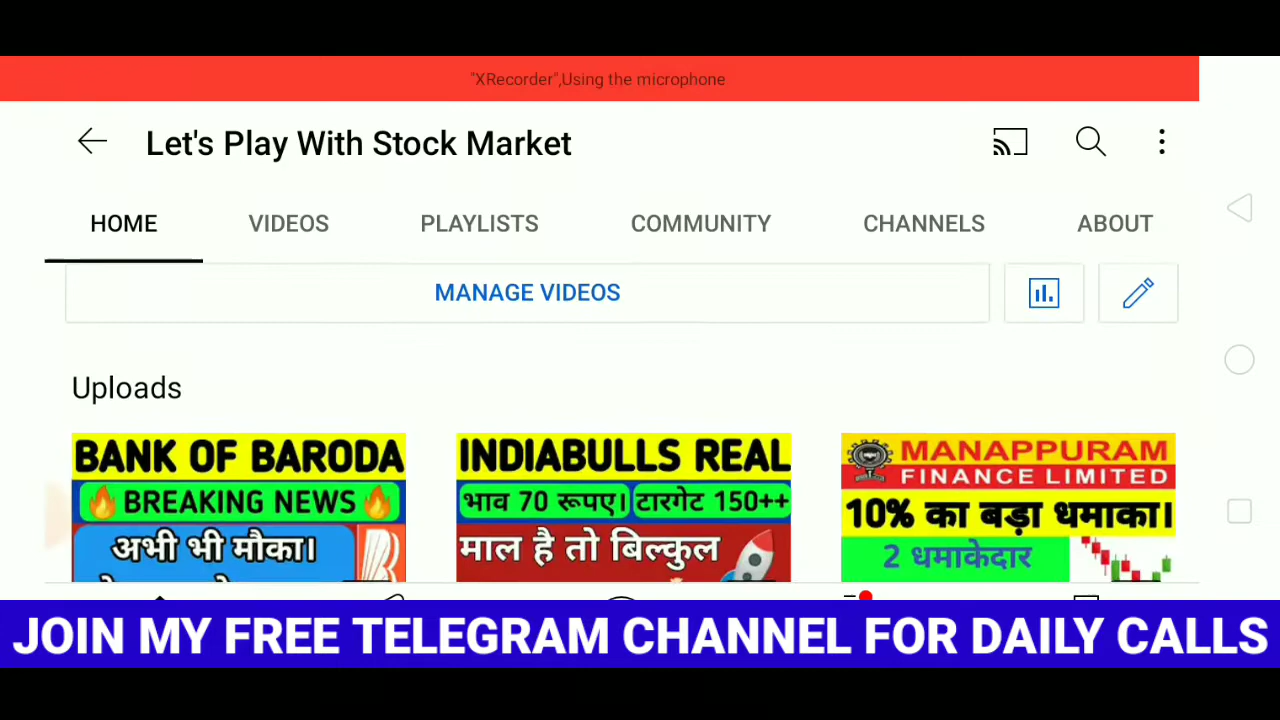 "XRecorder",Using the microphone
Let's Play With Stock Market
HOME VIDEOS PLAYLISTS COMMUNITY CHANNELS ABOUT
MANAGE VIDEOS
Uploads
BANK OF BARODA
BREAKING NEWS
अभी भी मौका।
INDIABULLS REAL
भाव 70 रूपए। टारगेट 150++
माल है तो बिल्कुल
MANAPPURAM
FINANCE LIMITED
10% का बड़ा धमाका।
2 धमाकेदार
JOIN MY FREE TELEGRAM CHANNEL FOR DAILY CALLS